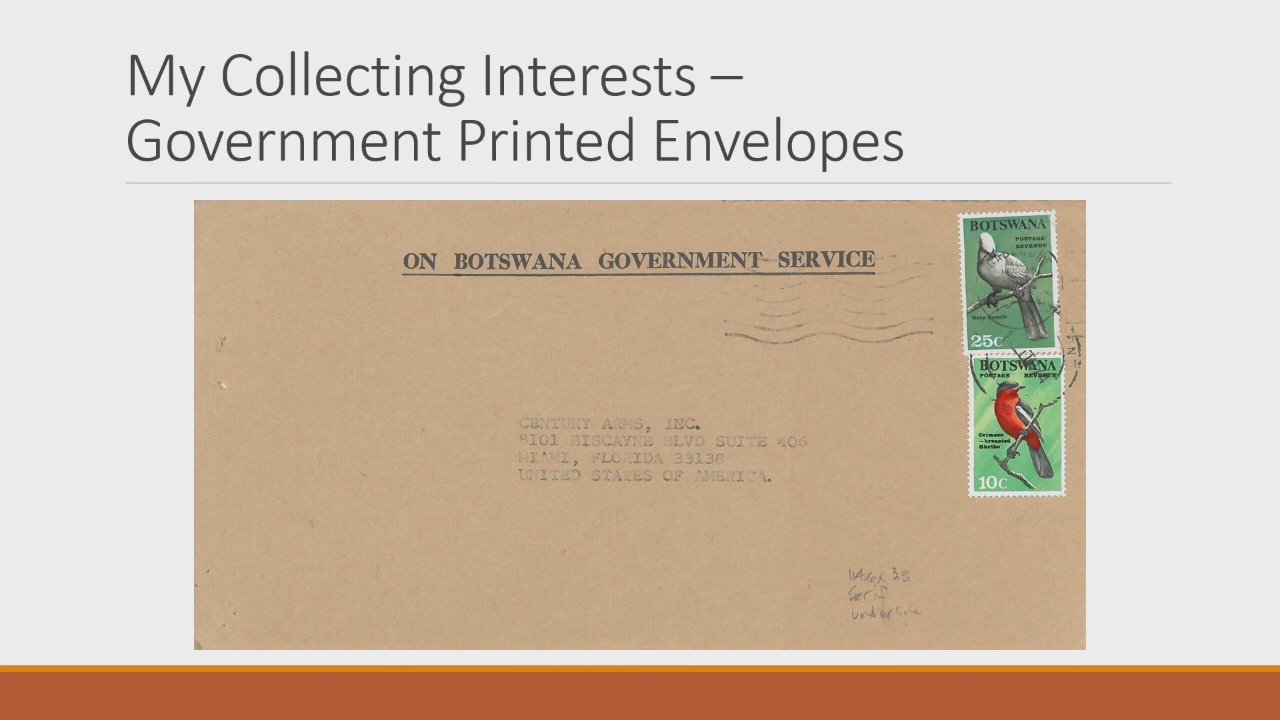 My Collecting Interests –
Government Printed Envelopes
ON BOTSWANA GOVERNMENT SERVICE
BOTSWANA
POSTAGE
REVENUE
Grey Lourie
25c
BOTSWANA
POSTAGE REVENUE
Crimson
-breasted
Shrike
10c
CENTURY ARMS, INC.
8101 BISCAYNE BLVD SUITE 406
MIAMI, FLORIDA 33138
UNITED STATES OF AMERICA.
Serif
underline